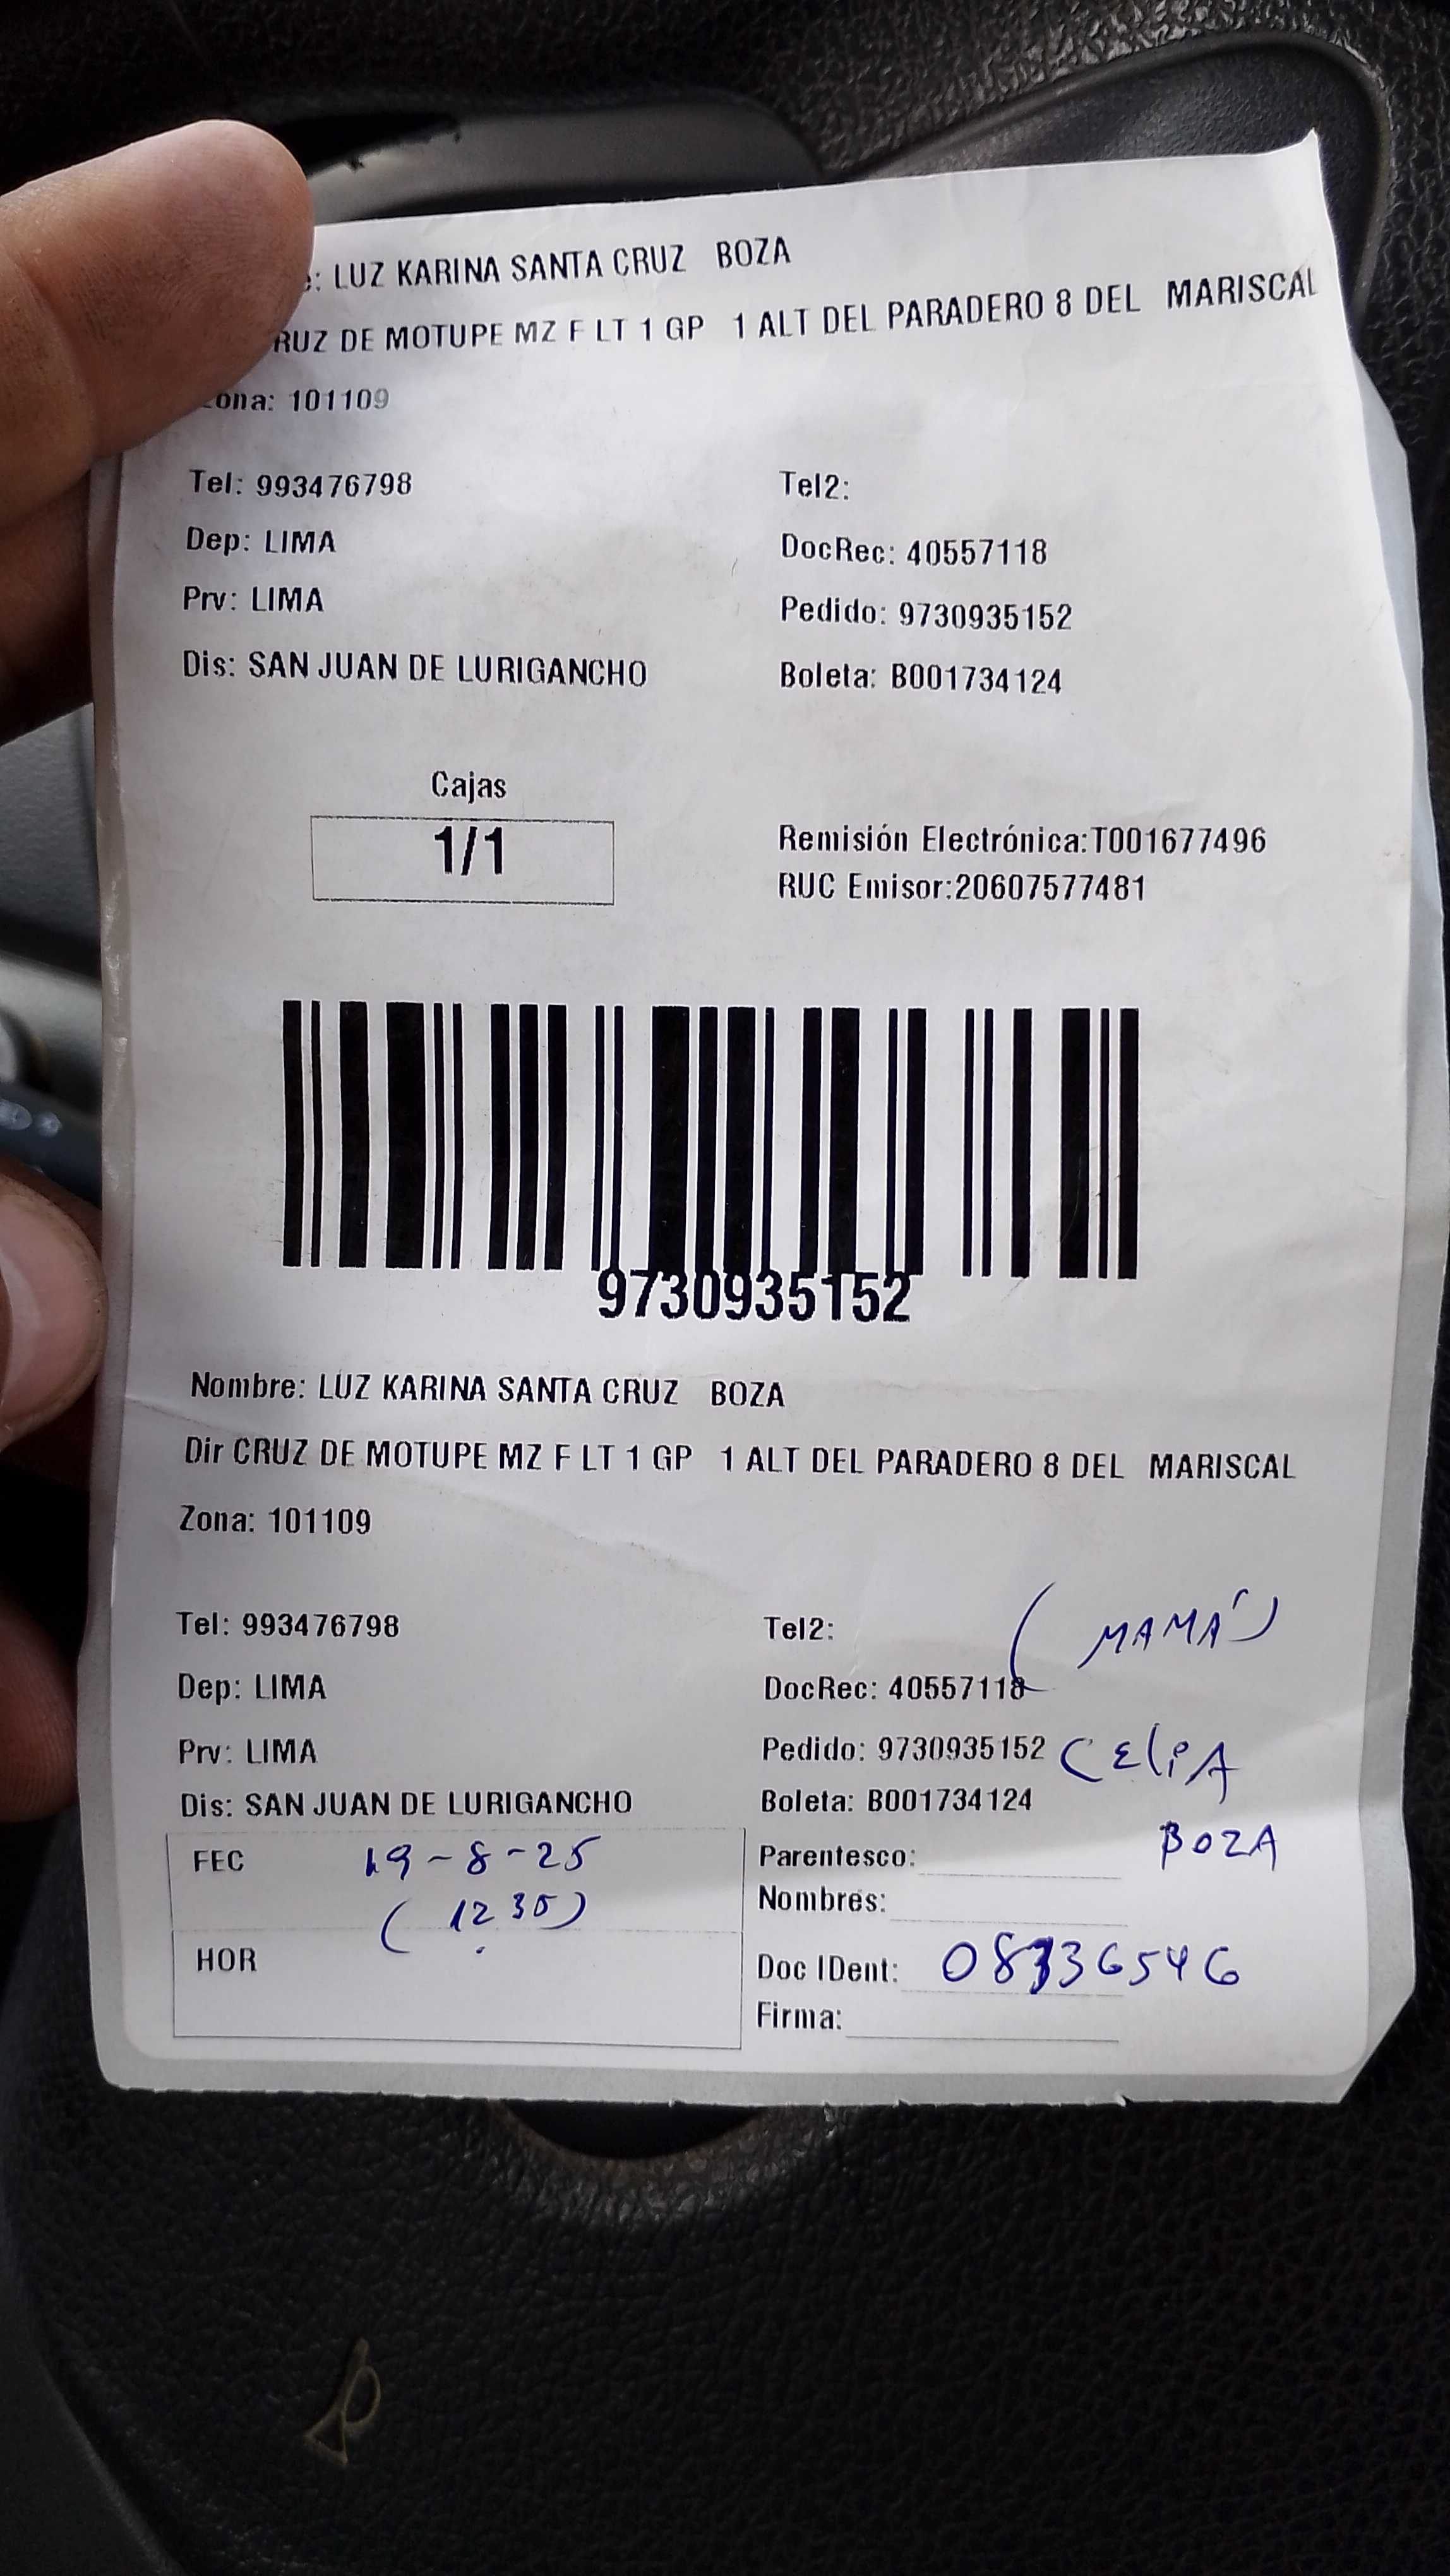 : LUZ KARINA SANTA CRUZ BOZA
RUZ DE MOTUPE MZ F LT 1 GP 1 ALT DEL PARADERO 8 DEL MARISCAL
ona: 101109
Tel: 993476798 Tel2:
Dep: LIMA DocRec: 40557118
Prv: LIMA Pedido: 9730935152
Dis: SAN JUAN DE LURIGANCHO Boleta: B001734124
Cajas
1/1
Remisión Electrónica:T001677496
RUC Emisor:20607577481
9730935152
Nombre: LUZ KARINA SANTA CRUZ BOZA
Dir CRUZ DE MOTUPE MZ F LT 1 GP 1 ALT DEL PARADERO 8 DEL MARISCAL
Zona: 101109
Tel: 993476798 Tel2: (MAMÁ)
Dep: LIMA DocRec: 40557118
Prv: LIMA Pedido: 9730935152 CELIA
Dis: SAN JUAN DE LURIGANCHO Boleta: B001734124
BOZA
FEC 19-8-25 Parentesco:
(12 30) Nombres:
HOR Doc IDent:
Firma: